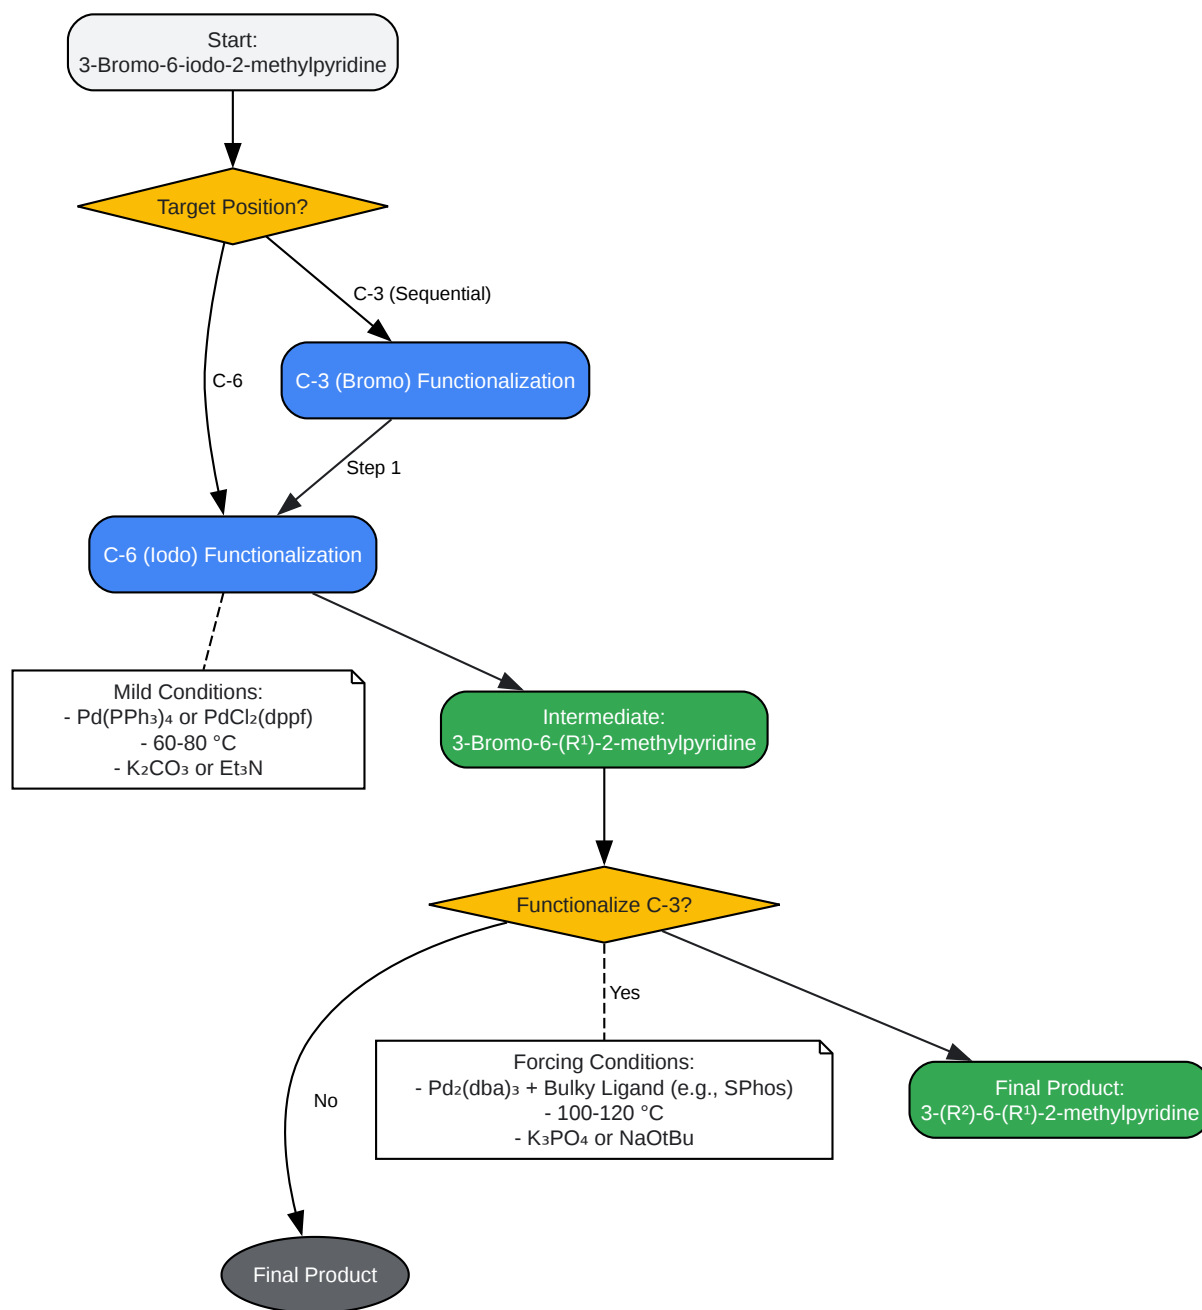 Start:
3-Bromo-6-iodo-2-methylpyridine
Target Position?
C-3 (Sequential)
C-6
C-3 (Bromo) Functionalization
Step 1
C-6 (Iodo) Functionalization
Mild Conditions:
- Pd(PPh₃)₄ or PdCl₂(dppf)
- 60-80 °C
- K₂CO₃ or Et₃N
Intermediate:
3-Bromo-6-(R¹)-2-methylpyridine
Functionalize C-3?
Yes
No
Forcing Conditions:
- Pd₂(dba)₃ + Bulky Ligand (e.g., SPhos)
- 100-120 °C
- K₃PO₄ or NaOtBu
Final Product:
3-(R²)-6-(R¹)-2-methylpyridine
Final Product